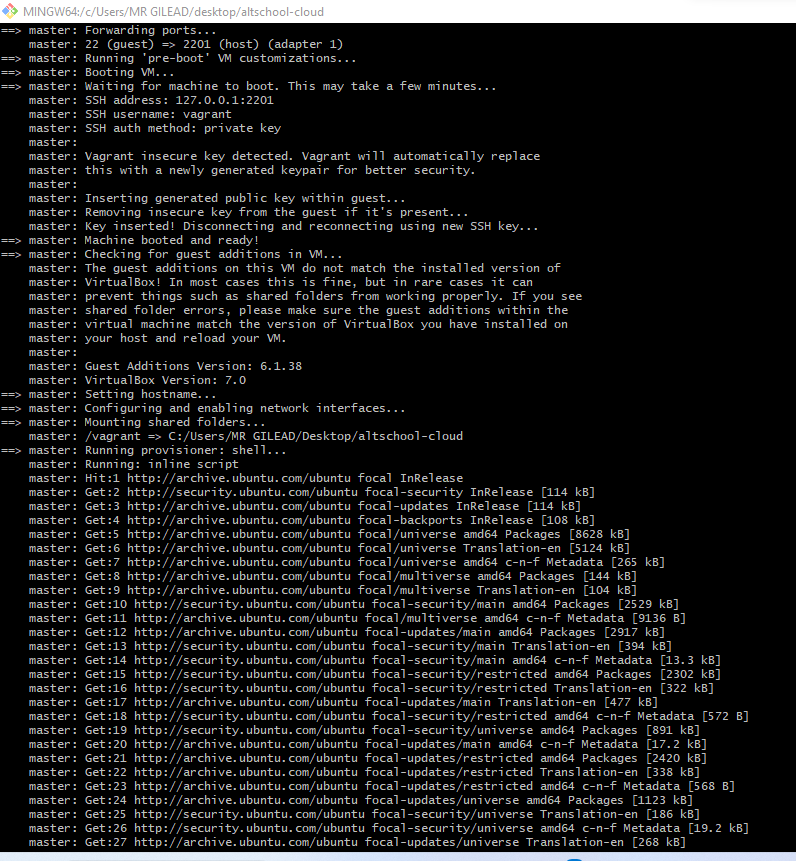 MINGW64:/c/Users/MR GILEAD/desktop/altschool-cloud
==> master: Forwarding ports...
    master: 22 (guest) => 2201 (host) (adapter 1)
==> master: Running 'pre-boot' VM customizations...
==> master: Booting VM...
==> master: Waiting for machine to boot. This may take a few minutes...
    master: SSH address: 127.0.0.1:2201
    master: SSH username: vagrant
    master: SSH auth method: private key
    master:
    master: Vagrant insecure key detected. Vagrant will automatically replace
    master: this with a newly generated keypair for better security.
    master:
    master: Inserting generated public key within guest...
    master: Removing insecure key from the guest if it's present...
    master: Key inserted! Disconnecting and reconnecting using new SSH key...
==> master: Machine booted and ready!
==> master: Checking for guest additions in VM...
    master: The guest additions on this VM do not match the installed version of
    master: VirtualBox! In most cases this is fine, but in rare cases it can
    master: prevent things such as shared folders from working properly. If you see
    master: shared folder errors, please make sure the guest additions within the
    master: virtual machine match the version of VirtualBox you have installed on
    master: your host and reload your VM.
    master:
    master: Guest Additions Version: 6.1.38
    master: VirtualBox Version: 7.0
==> master: Setting hostname...
==> master: Configuring and enabling network interfaces...
==> master: Mounting shared folders...
    master: /vagrant => C:/Users/MR GILEAD/Desktop/altschool-cloud
==> master: Running provisioner: shell...
    master: Running: inline script
    master: Hit:1 http://archive.ubuntu.com/ubuntu focal InRelease
    master: Get:2 http://security.ubuntu.com/ubuntu focal-security InRelease [114 kB]
    master: Get:3 http://archive.ubuntu.com/ubuntu focal-updates InRelease [114 kB]
    master: Get:4 http://archive.ubuntu.com/ubuntu focal-backports InRelease [108 kB]
    master: Get:5 http://archive.ubuntu.com/ubuntu focal/universe amd64 Packages [8628 kB]
    master: Get:6 http://archive.ubuntu.com/ubuntu focal/universe Translation-en [5124 kB]
    master: Get:7 http://archive.ubuntu.com/ubuntu focal/universe amd64 c-n-f Metadata [265 kB]
    master: Get:8 http://archive.ubuntu.com/ubuntu focal/multiverse amd64 Packages [144 kB]
    master: Get:9 http://archive.ubuntu.com/ubuntu focal/multiverse Translation-en [104 kB]
    master: Get:10 http://security.ubuntu.com/ubuntu focal-security/main amd64 Packages [2529 kB]
    master: Get:11 http://archive.ubuntu.com/ubuntu focal/multiverse amd64 c-n-f Metadata [9136 B]
    master: Get:12 http://archive.ubuntu.com/ubuntu focal-updates/main amd64 Packages [2917 kB]
    master: Get:13 http://security.ubuntu.com/ubuntu focal-security/main Translation-en [394 kB]
    master: Get:14 http://security.ubuntu.com/ubuntu focal-security/main amd64 c-n-f Metadata [13.3 kB]
    master: Get:15 http://security.ubuntu.com/ubuntu focal-security/restricted amd64 Packages [2302 kB]
    master: Get:16 http://security.ubuntu.com/ubuntu focal-security/restricted Translation-en [322 kB]
    master: Get:17 http://archive.ubuntu.com/ubuntu focal-updates/main Translation-en [477 kB]
    master: Get:18 http://security.ubuntu.com/ubuntu focal-security/restricted amd64 c-n-f Metadata [572 B]
    master: Get:19 http://security.ubuntu.com/ubuntu focal-security/universe amd64 Packages [891 kB]
    master: Get:20 http://archive.ubuntu.com/ubuntu focal-updates/main amd64 c-n-f Metadata [17.2 kB]
    master: Get:21 http://archive.ubuntu.com/ubuntu focal-updates/restricted amd64 Packages [2420 kB]
    master: Get:22 http://archive.ubuntu.com/ubuntu focal-updates/restricted Translation-en [338 kB]
    master: Get:23 http://archive.ubuntu.com/ubuntu focal-updates/restricted amd64 c-n-f Metadata [568 B]
    master: Get:24 http://archive.ubuntu.com/ubuntu focal-updates/universe amd64 Packages [1123 kB]
    master: Get:25 http://security.ubuntu.com/ubuntu focal-security/universe Translation-en [186 kB]
    master: Get:26 http://security.ubuntu.com/ubuntu focal-security/universe amd64 c-n-f Metadata [19.2 kB]
    master: Get:27 http://archive.ubuntu.com/ubuntu focal-updates/universe Translation-en [268 kB]